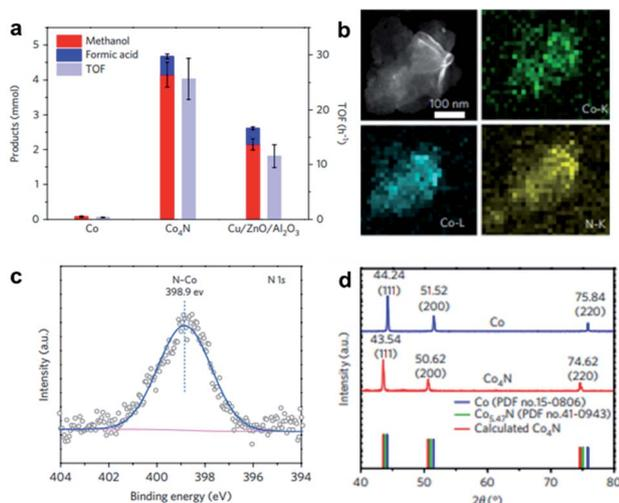 a
Methanol
Formic acid
TOF
Products (mmol)
5
4
3
2
1
0
TOF (h⁻¹)
30
20
10
0
Co
Co₄N
Cu/ZnO/Al₂O₃
b
100 nm
Co-K
Co-L
N-K
c
N–Co
398.9 ev
N 1s
Intensity (a.u.)
404 402 400 398 396 394
Binding energy (eV)
d
44.24
(111)
51.52
(200)
75.84
(220)
Co
43.54
(111)
50.62
(200)
74.62
(220)
Co₄N
Co (PDF no.15-0806)
Co₅.₄₇N (PDF no.41-0943)
Calculated Co₄N
Intensity (a.u.)
40 50 60 70 80
2θ (°)